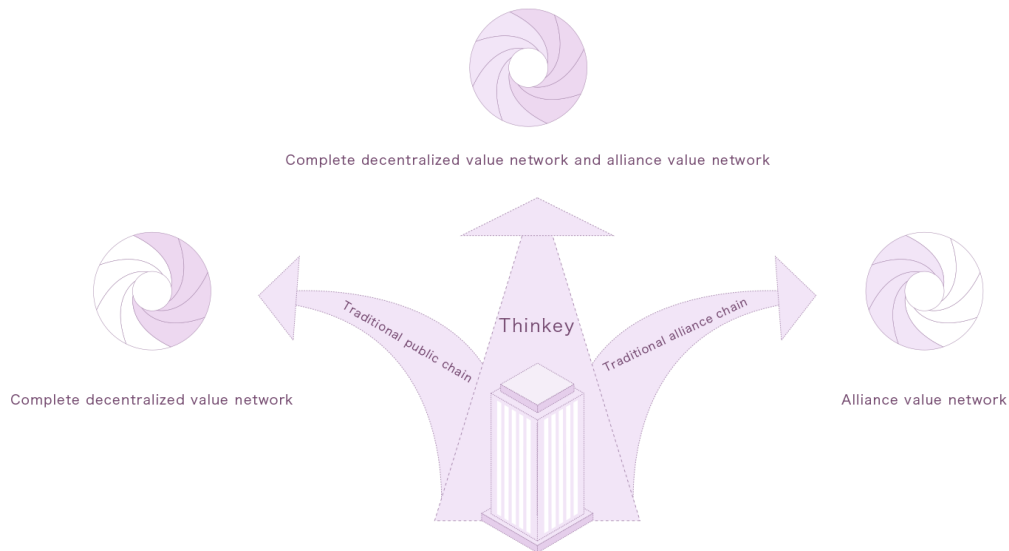 Complete decentralized value network and alliance value network
Thinkey
Traditional public chain
Traditional alliance chain
Complete decentralized value network
Alliance value network